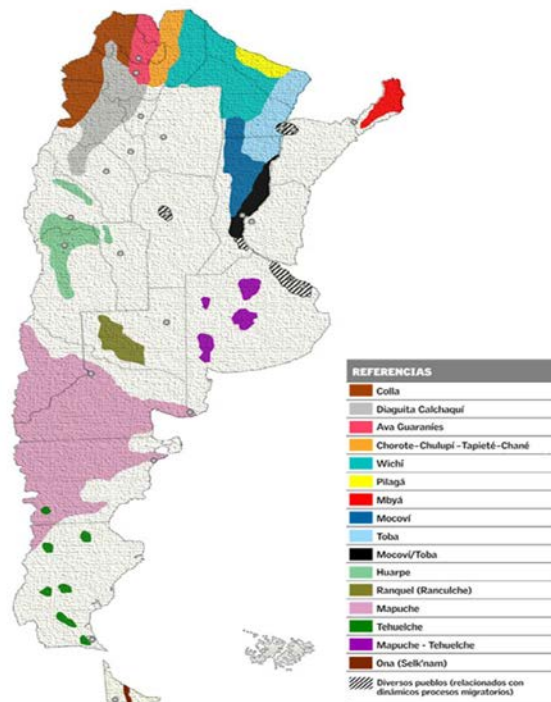 REFERENCIAS
Colla
Diaguita Calchaquí
Ava Guaraníes
Chorote-Chulupí -Tapieté-Chané
Wichí
Pilagá
Mbyá
Mocoví
Toba
Mocoví/Toba
Huarpe
Ranquel (Ranculche)
Mapuche
Tehuelche
Mapuche - Tehuelche
Ona (Selk'nam)
Diversos pueblos (relacionados con
dinámicos procesos migratorios)